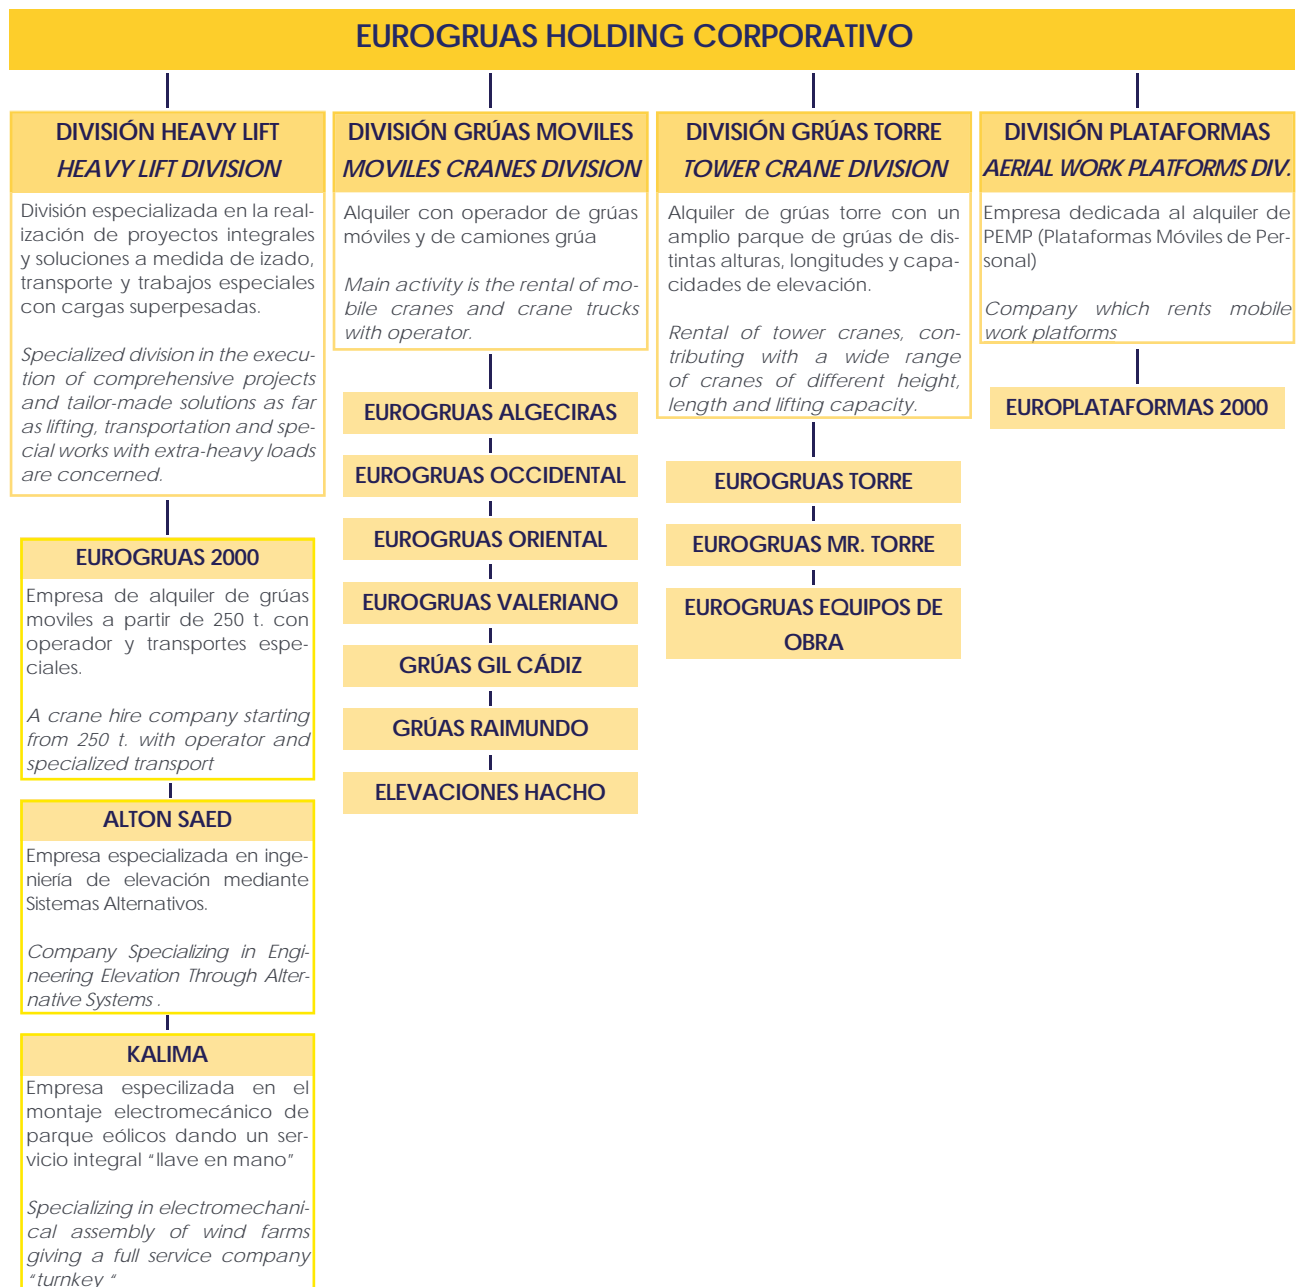 EUROGRUAS HOLDING CORPORATIVO
DIVISIÓN HEAVY LIFT
HEAVY LIFT DIVISION
División especializada en la real-
ización de proyectos integrales
y soluciones a medida de izado,
transporte y trabajos especiales
con cargas superpesadas.
Specialized division in the execu-
tion of comprehensive projects
and tailor-made solutions as far
as lifting, transportation and spe-
cial works with extra-heavy loads
are concerned.
EUROGRUAS 2000
Empresa de alquiler de grúas
moviles a partir de 250 t. con
operador y transportes espe-
ciales.
A crane hire company starting
from 250 t. with operator and
specialized transport
ALTON SAED
Empresa especializada en inge-
niería de elevación mediante
Sistemas Alternativos.
Company Specializing in Engi-
neering Elevation Through Alter-
native Systems .
KALIMA
Empresa especilizada en el
montaje electromecánico de
parque eólicos dando un ser-
vicio integral "llave en mano"
Specializing in electromechani-
cal assembly of wind farms
giving a full service company
"turnkey "
DIVISIÓN GRÚAS MOVILES
MOVILES CRANES DIVISION
Alquiler con operador de grúas
móviles y de camiones grúa
Main activity is the rental of mo-
bile cranes and crane trucks
with operator.
EUROGRUAS ALGECIRAS
EUROGRUAS OCCIDENTAL
EUROGRUAS ORIENTAL
EUROGRUAS VALERIANO
GRÚAS GIL CÁDIZ
GRÚAS RAIMUNDO
ELEVACIONES HACHO
DIVISIÓN GRÚAS TORRE
TOWER CRANE DIVISION
Alquiler de grúas torre con un
amplio parque de grúas de dis-
tintas alturas, longitudes y capa-
cidades de elevación.
Rental of tower cranes, con-
tributing with a wide range
of cranes of different height,
length and lifting capacity.
EUROGRUAS TORRE
EUROGRUAS MR. TORRE
EUROGRUAS EQUIPOS DE
OBRA
DIVISIÓN PLATAFORMAS
AERIAL WORK PLATFORMS DIV.
Empresa dedicada al alquiler de
PEMP (Plataformas Móviles de Per-
sonal)
Company which rents mobile
work platforms
EUROPLATAFORMAS 2000